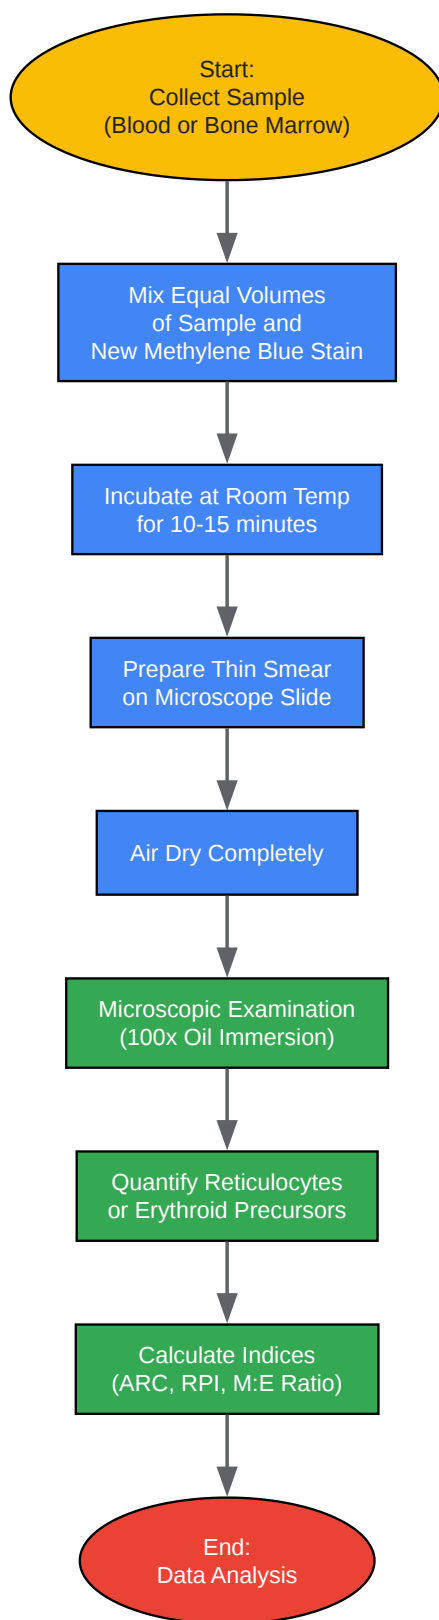 Start:
Collect Sample
(Blood or Bone Marrow)
Mix Equal Volumes
of Sample and
New Methylene Blue Stain
Incubate at Room Temp
for 10-15 minutes
Prepare Thin Smear
on Microscope Slide
Air Dry Completely
Microscopic Examination
(100x Oil Immersion)
Quantify Reticulocytes
or Erythroid Precursors
Calculate Indices
(ARC, RPI, M:E Ratio)
End:
Data Analysis